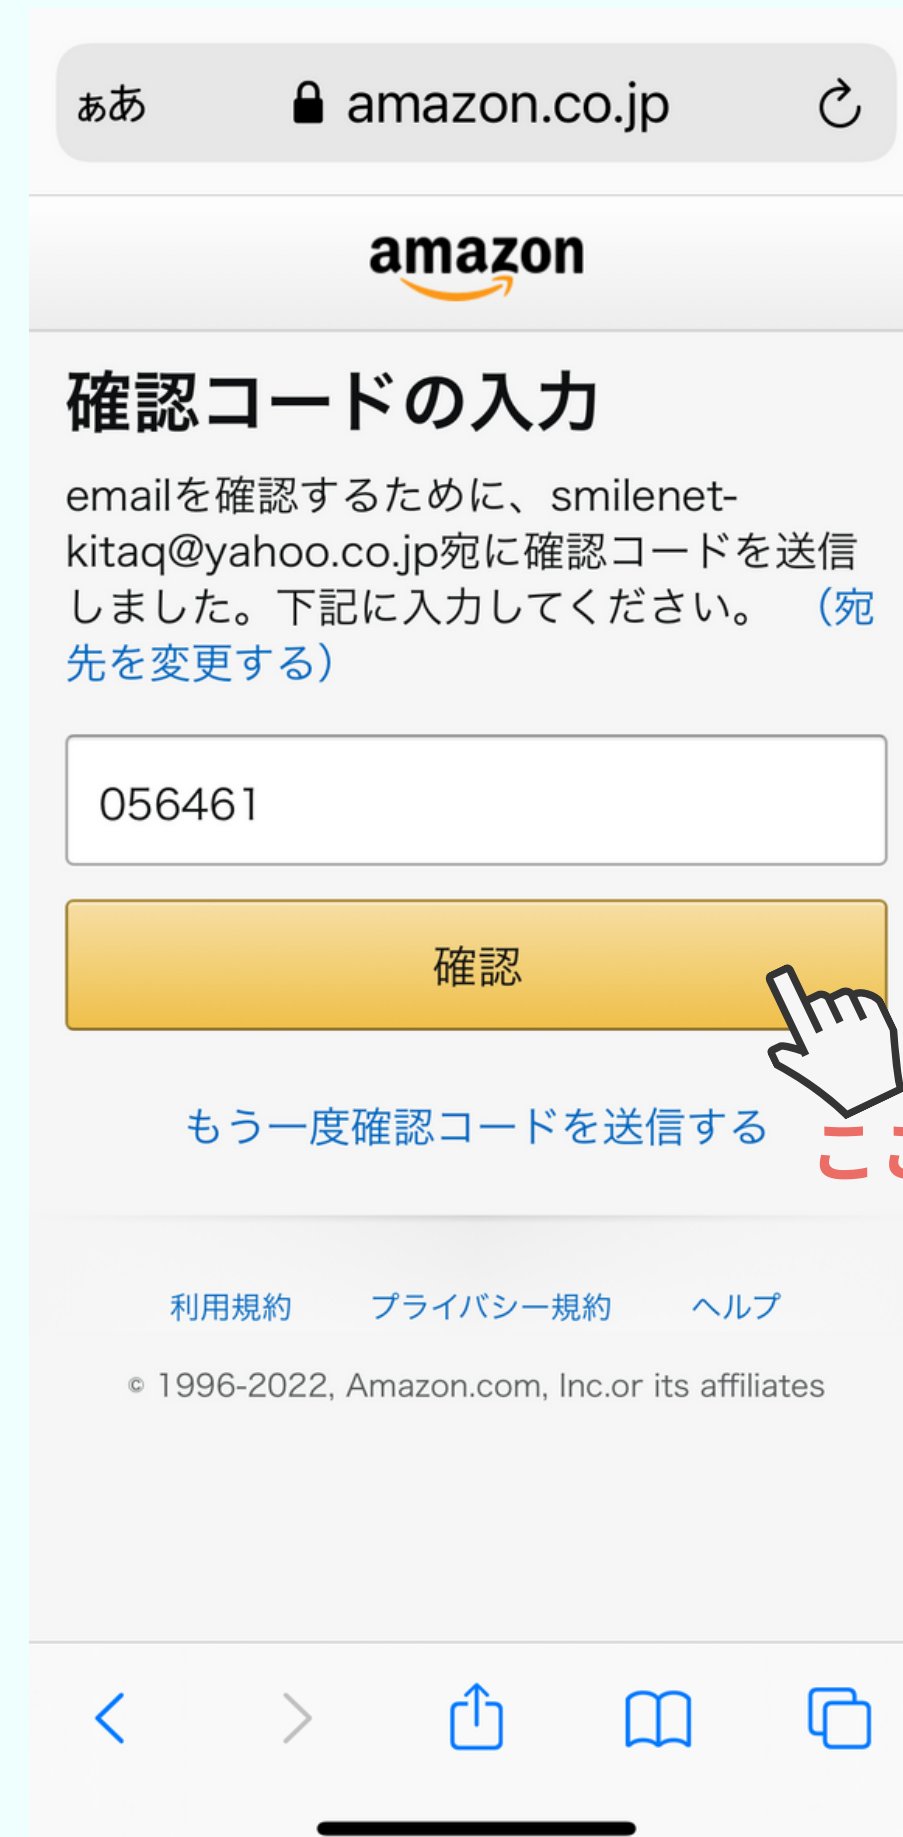 ぁあ amazon.co.jp
amazon
確認コードの入力
emailを確認するために、smilenet-
kitaq@yahoo.co.jp宛に確認コードを送信
しました。下記に入力してください。 （宛
先を変更する）
056461
確認
もう一度確認コードを送信する
こ
利用規約 プライバシー規約 ヘルプ
© 1996-2022, Amazon.com, Inc.or its affiliates